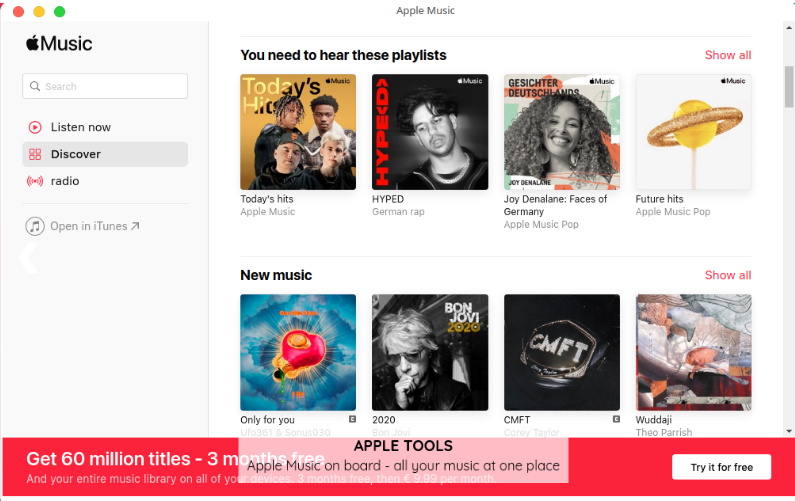 Apple Music
Music
Search
Listen now
Discover
radio
Open in iTunes
You need to hear these playlists
Show all
Today's
Hits
Music
HYPE(D)
Music
GESICHTER
DEUTSCHLANDS
Music
JOY DENALANE
Music
Today's hits
Apple Music
HYPED
German rap
Joy Denalane: Faces of
Germany
Apple Music Pop
Future hits
Apple Music Pop
New music
Show all
BON
JOVI
2020
CMFT
Corey Taylor
Only for you
E
Ufo361 & Sonus030
2020
Bon Jovi
CMFT
E
Corey Taylor
Wuddaji
Theo Parrish
Get 60 million titles - 3 months free
And your entire music library on all of your devices. 3 months free, then € 9.99 per month.
APPLE TOOLS
Apple Music on board - all your music at one place
Try it for free